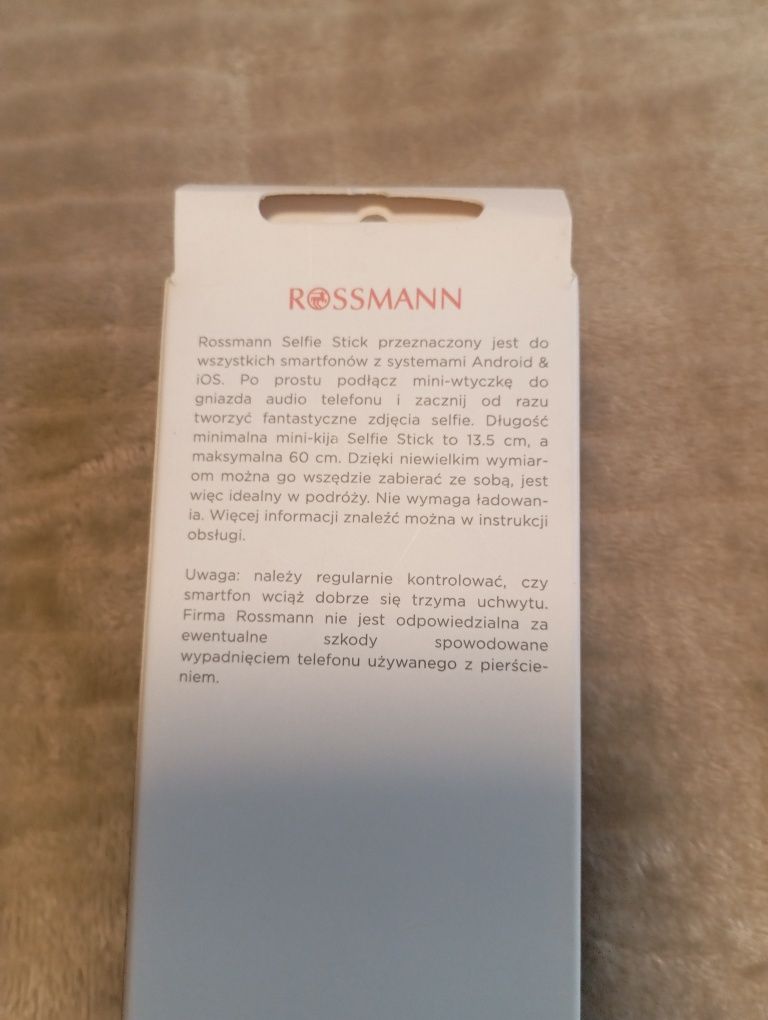 ROSSMANN
Rossmann Selfie Stick przeznaczony jest do
wszystkich smartfonów z systemami Android &
iOS. Po prostu podłącz mini-wtyczkę do
gniazda audio telefonu i zacznij od razu
tworzyć fantastyczne zdjęcia selfie. Długość
minimalna mini-kija Selfie Stick to 13.5 cm, a
maksymalna 60 cm. Dzięki niewielkim wymiar-
om można go wszędzie zabierać ze sobą, jest
więc idealny w podróży. Nie wymaga ładowan-
ia. Więcej informacji znaleźć można w instrukcji
obsługi.
Uwaga: należy regularnie kontrolować, czy
smartfon wciąż dobrze się trzyma uchwytu.
Firma Rossmann nie jest odpowiedzialna za
ewentualne szkody spowodowane
wypadnięciem telefonu używanego z pierście-
niem.